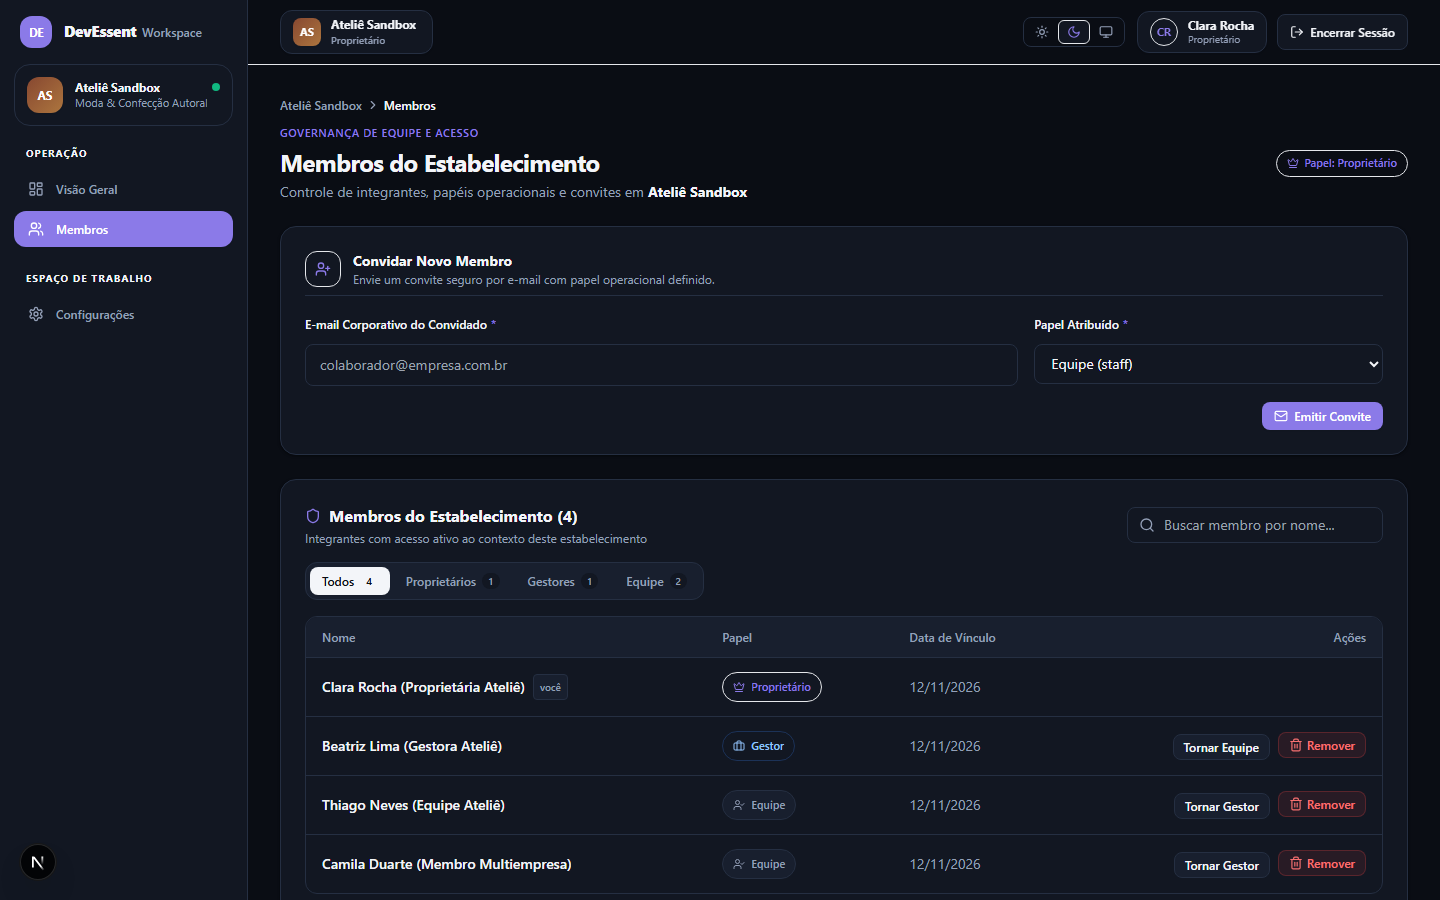 DE DevEssent Workspace
AS Ateliê Sandbox
Moda & Confecção Autoral
OPERAÇÃO
Visão Geral
Membros
ESPAÇO DE TRABALHO
Configurações
N
AS Ateliê Sandbox
Proprietário
CR Clara Rocha
Proprietário
Encerrar Sessão
Ateliê Sandbox > Membros
GOVERNANÇA DE EQUIPE E ACESSO
Membros do Estabelecimento
Controle de integrantes, papéis operacionais e convites em Ateliê Sandbox
Papel: Proprietário
Convidar Novo Membro
Envie um convite seguro por e-mail com papel operacional definido.
E-mail Corporativo do Convidado *
colaborador@empresa.com.br
Papel Atribuído *
Equipe (staff)
Emitir Convite
Membros do Estabelecimento (4)
Integrantes com acesso ativo ao contexto deste estabelecimento
Buscar membro por nome...
Todos 4 Proprietários 1 Gestores 1 Equipe 2
Nome Papel Data de Vínculo Ações
Clara Rocha (Proprietária Ateliê) você Proprietário 12/11/2026
Beatriz Lima (Gestora Ateliê) Gestor 12/11/2026 Tornar Equipe Remover
Thiago Neves (Equipe Ateliê) Equipe 12/11/2026 Tornar Gestor Remover
Camila Duarte (Membro Multiempresa) Equipe 12/11/2026 Tornar Gestor Remover